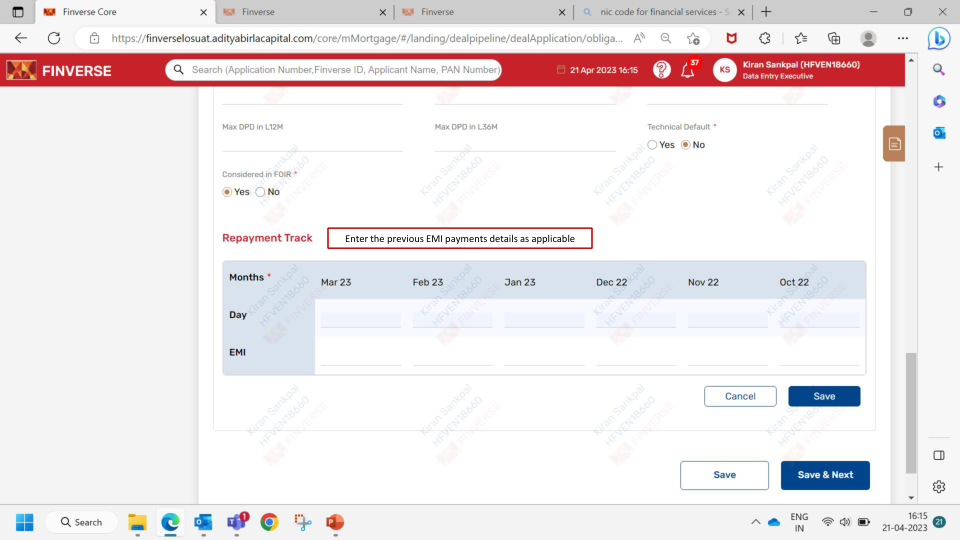 Finverse Core
Finverse
Finverse
nic code for financial services - S
https://finverselosuat.adityabirlacapital.com/core/mMortgage/#/landing/dealpipeline/dealApplication/obliga...
FINVERSE
Search (Application Number,Finverse ID, Applicant Name, PAN Number)
21 Apr 2023 16:15
37
KS
Kiran Sankpal (HFVEN18660)
Data Entry Executive
Max DPD in L12M
Max DPD in L36M
Technical Default *
Yes No
Considered in FOIR *
Yes No
Repayment Track
Enter the previous EMI payments details as applicable
Months * Mar 23 Feb 23 Jan 23 Dec 22 Nov 22 Oct 22
Day
EMI
Cancel Save
Save Save & Next
Search
ENG
IN
16:15
21-04-2023
21